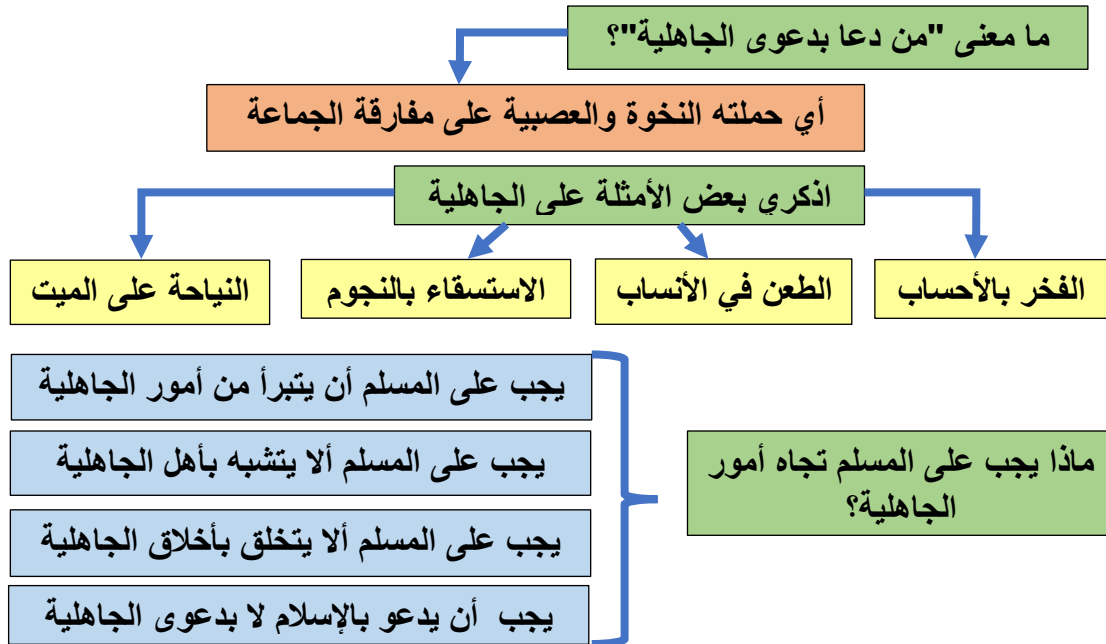 ما معنى "من دعا بدعوى الجاهلية"؟
أي حملته النخوة والعصبية على مفارقة الجماعة
اذكري بعض الأمثلة على الجاهلية
الفخر بالأحساب
الطعن في الأنساب
الاستسقاء بالنجوم
النياحة على الميت
ماذا يجب على المسلم تجاه أمور
الجاهلية؟
يجب على المسلم أن يتبرأ من أمور الجاهلية
يجب على المسلم ألا يتشبه بأهل الجاهلية
يجب على المسلم ألا يتخلق بأخلاق الجاهلية
يجب أن يدعو بالإسلام لا بدعوى الجاهلية